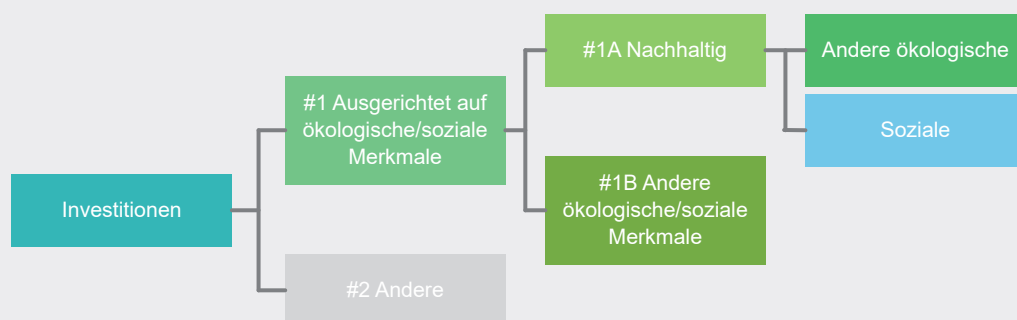 #1A Nachhaltig
Andere ökologische
#1 Ausgerichtet auf
ökologische/soziale
Merkmale
Soziale
#1B Andere
ökologische/soziale
Merkmale
Investitionen
#2 Andere